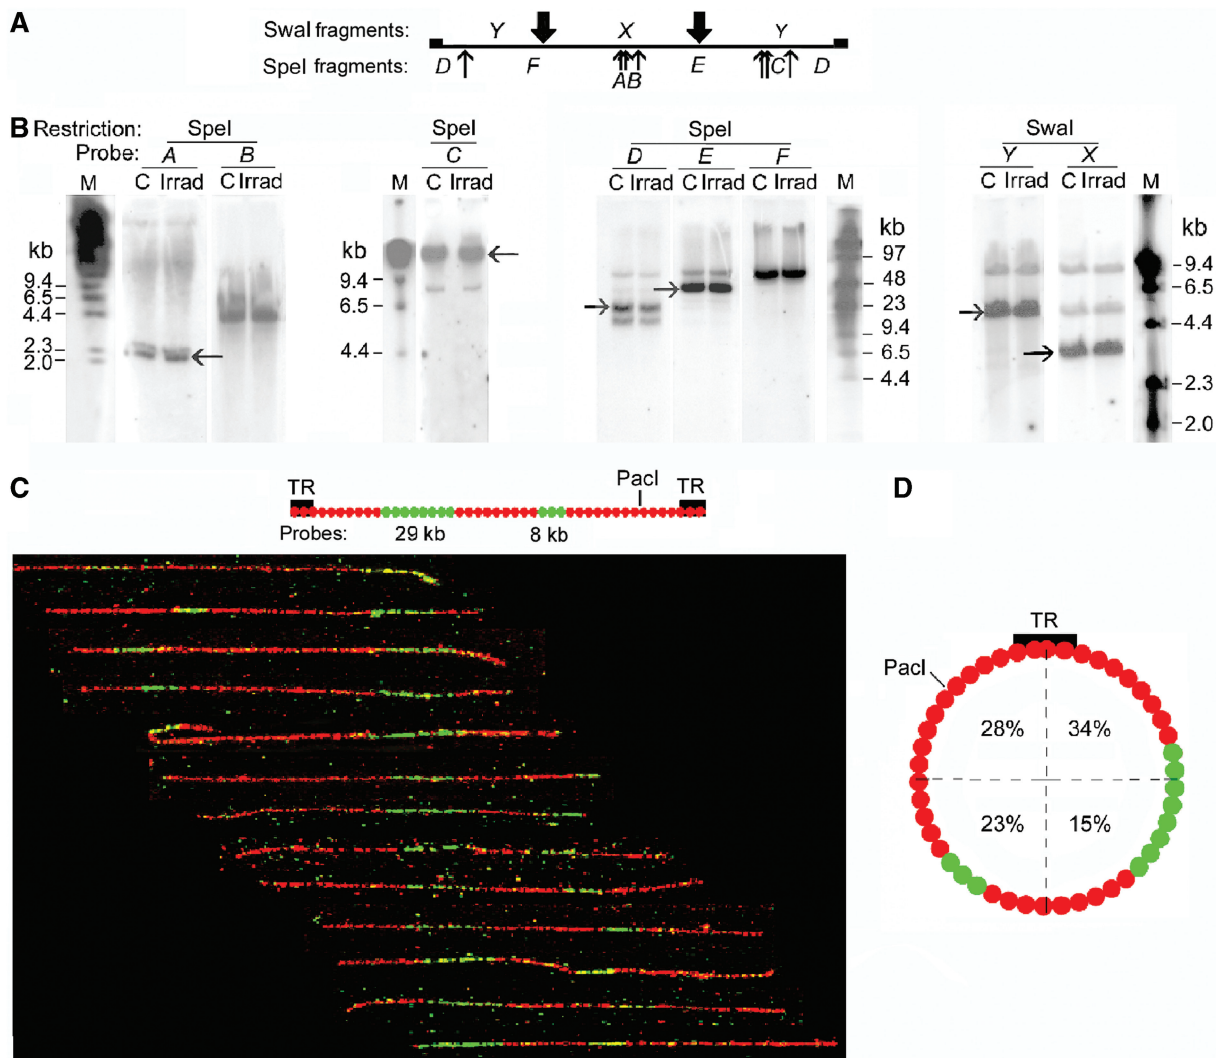 A
SwaI fragments: Y X Y
SpeI fragments: D F A B E C D
B
Restriction: SpeI SpeI SpeI SwaI
Probe: A B C D E F Y X
M C Irrad C Irrad M C Irrad C Irrad C Irrad C Irrad M C Irrad C Irrad M
kb
9.4
6.5
4.4
2.3
2.0
kb
9.4
6.5
4.4
kb
97
48
23
9.4
6.5
4.4
kb
9.4
6.5
4.4
2.3
2.0
C
TR PacI TR
Probes: 29 kb 8 kb
D
TR
PacI
28% 34%
23% 15%